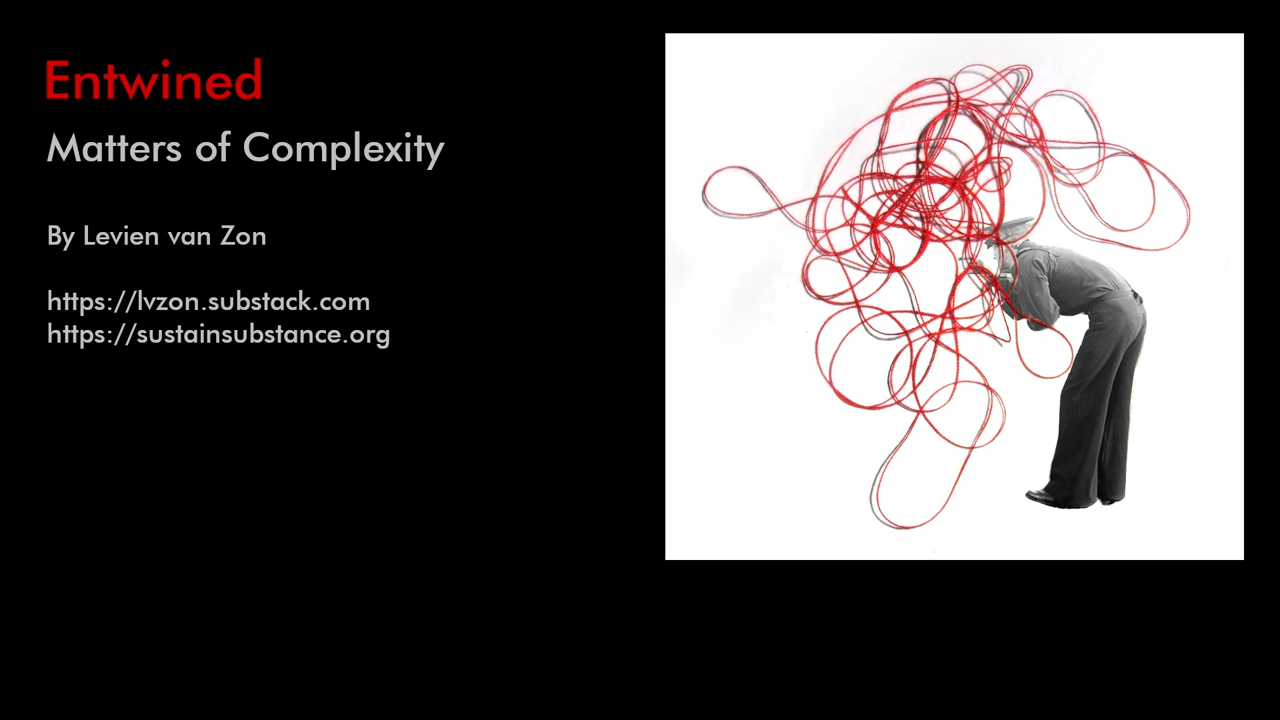 Entwined
Matters of Complexity
By Levien van Zon
https://lvzon.substack.com
https://sustainsubstance.org